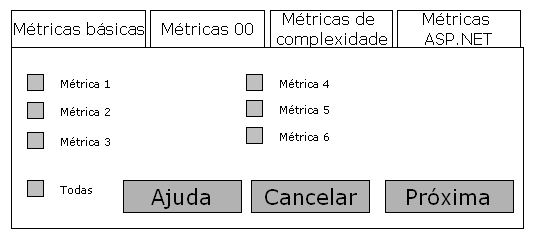 Métricas básicas
Métricas 00
Métricas de
complexidade
Métricas
ASP.NET
Métrica 1
Métrica 4
Métrica 2
Métrica 5
Métrica 3
Métrica 6
Todas
Ajuda
Cancelar
Próxima